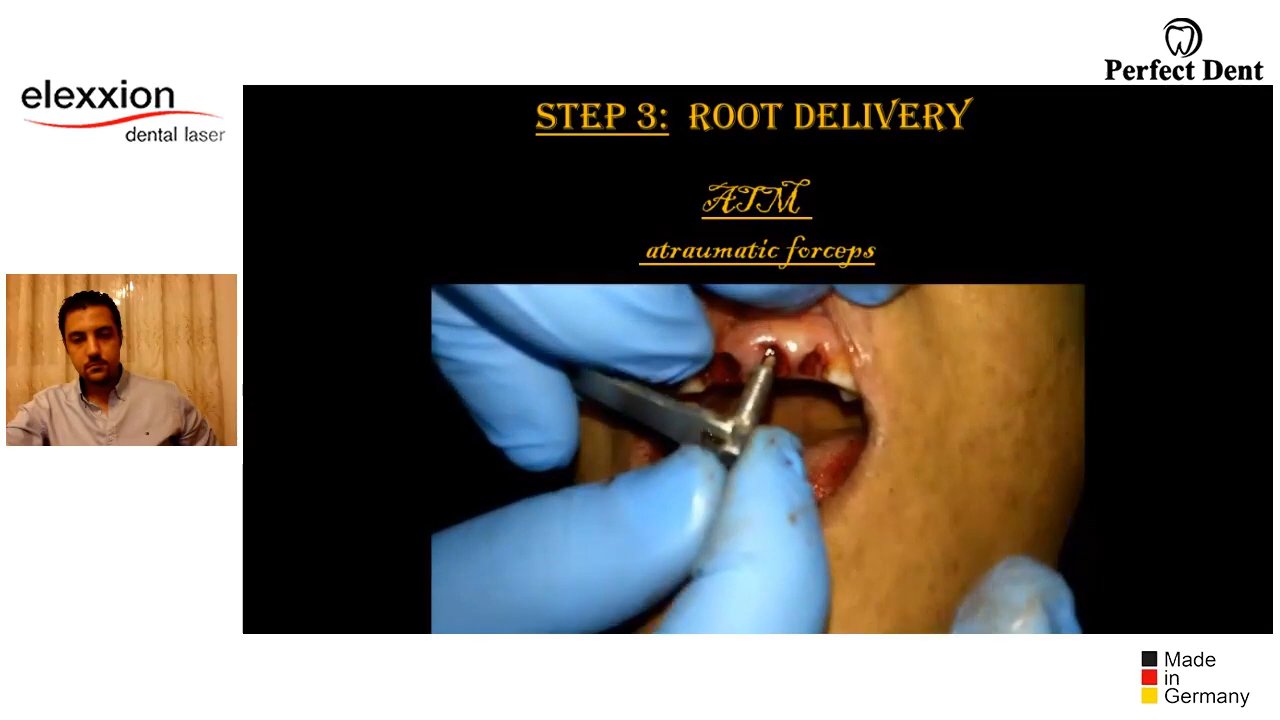 Perfect Dent
elexxion
dental laser
STEP 3: ROOT DELIVERY
ATM
atraumatic forceps
Made
in
Germany